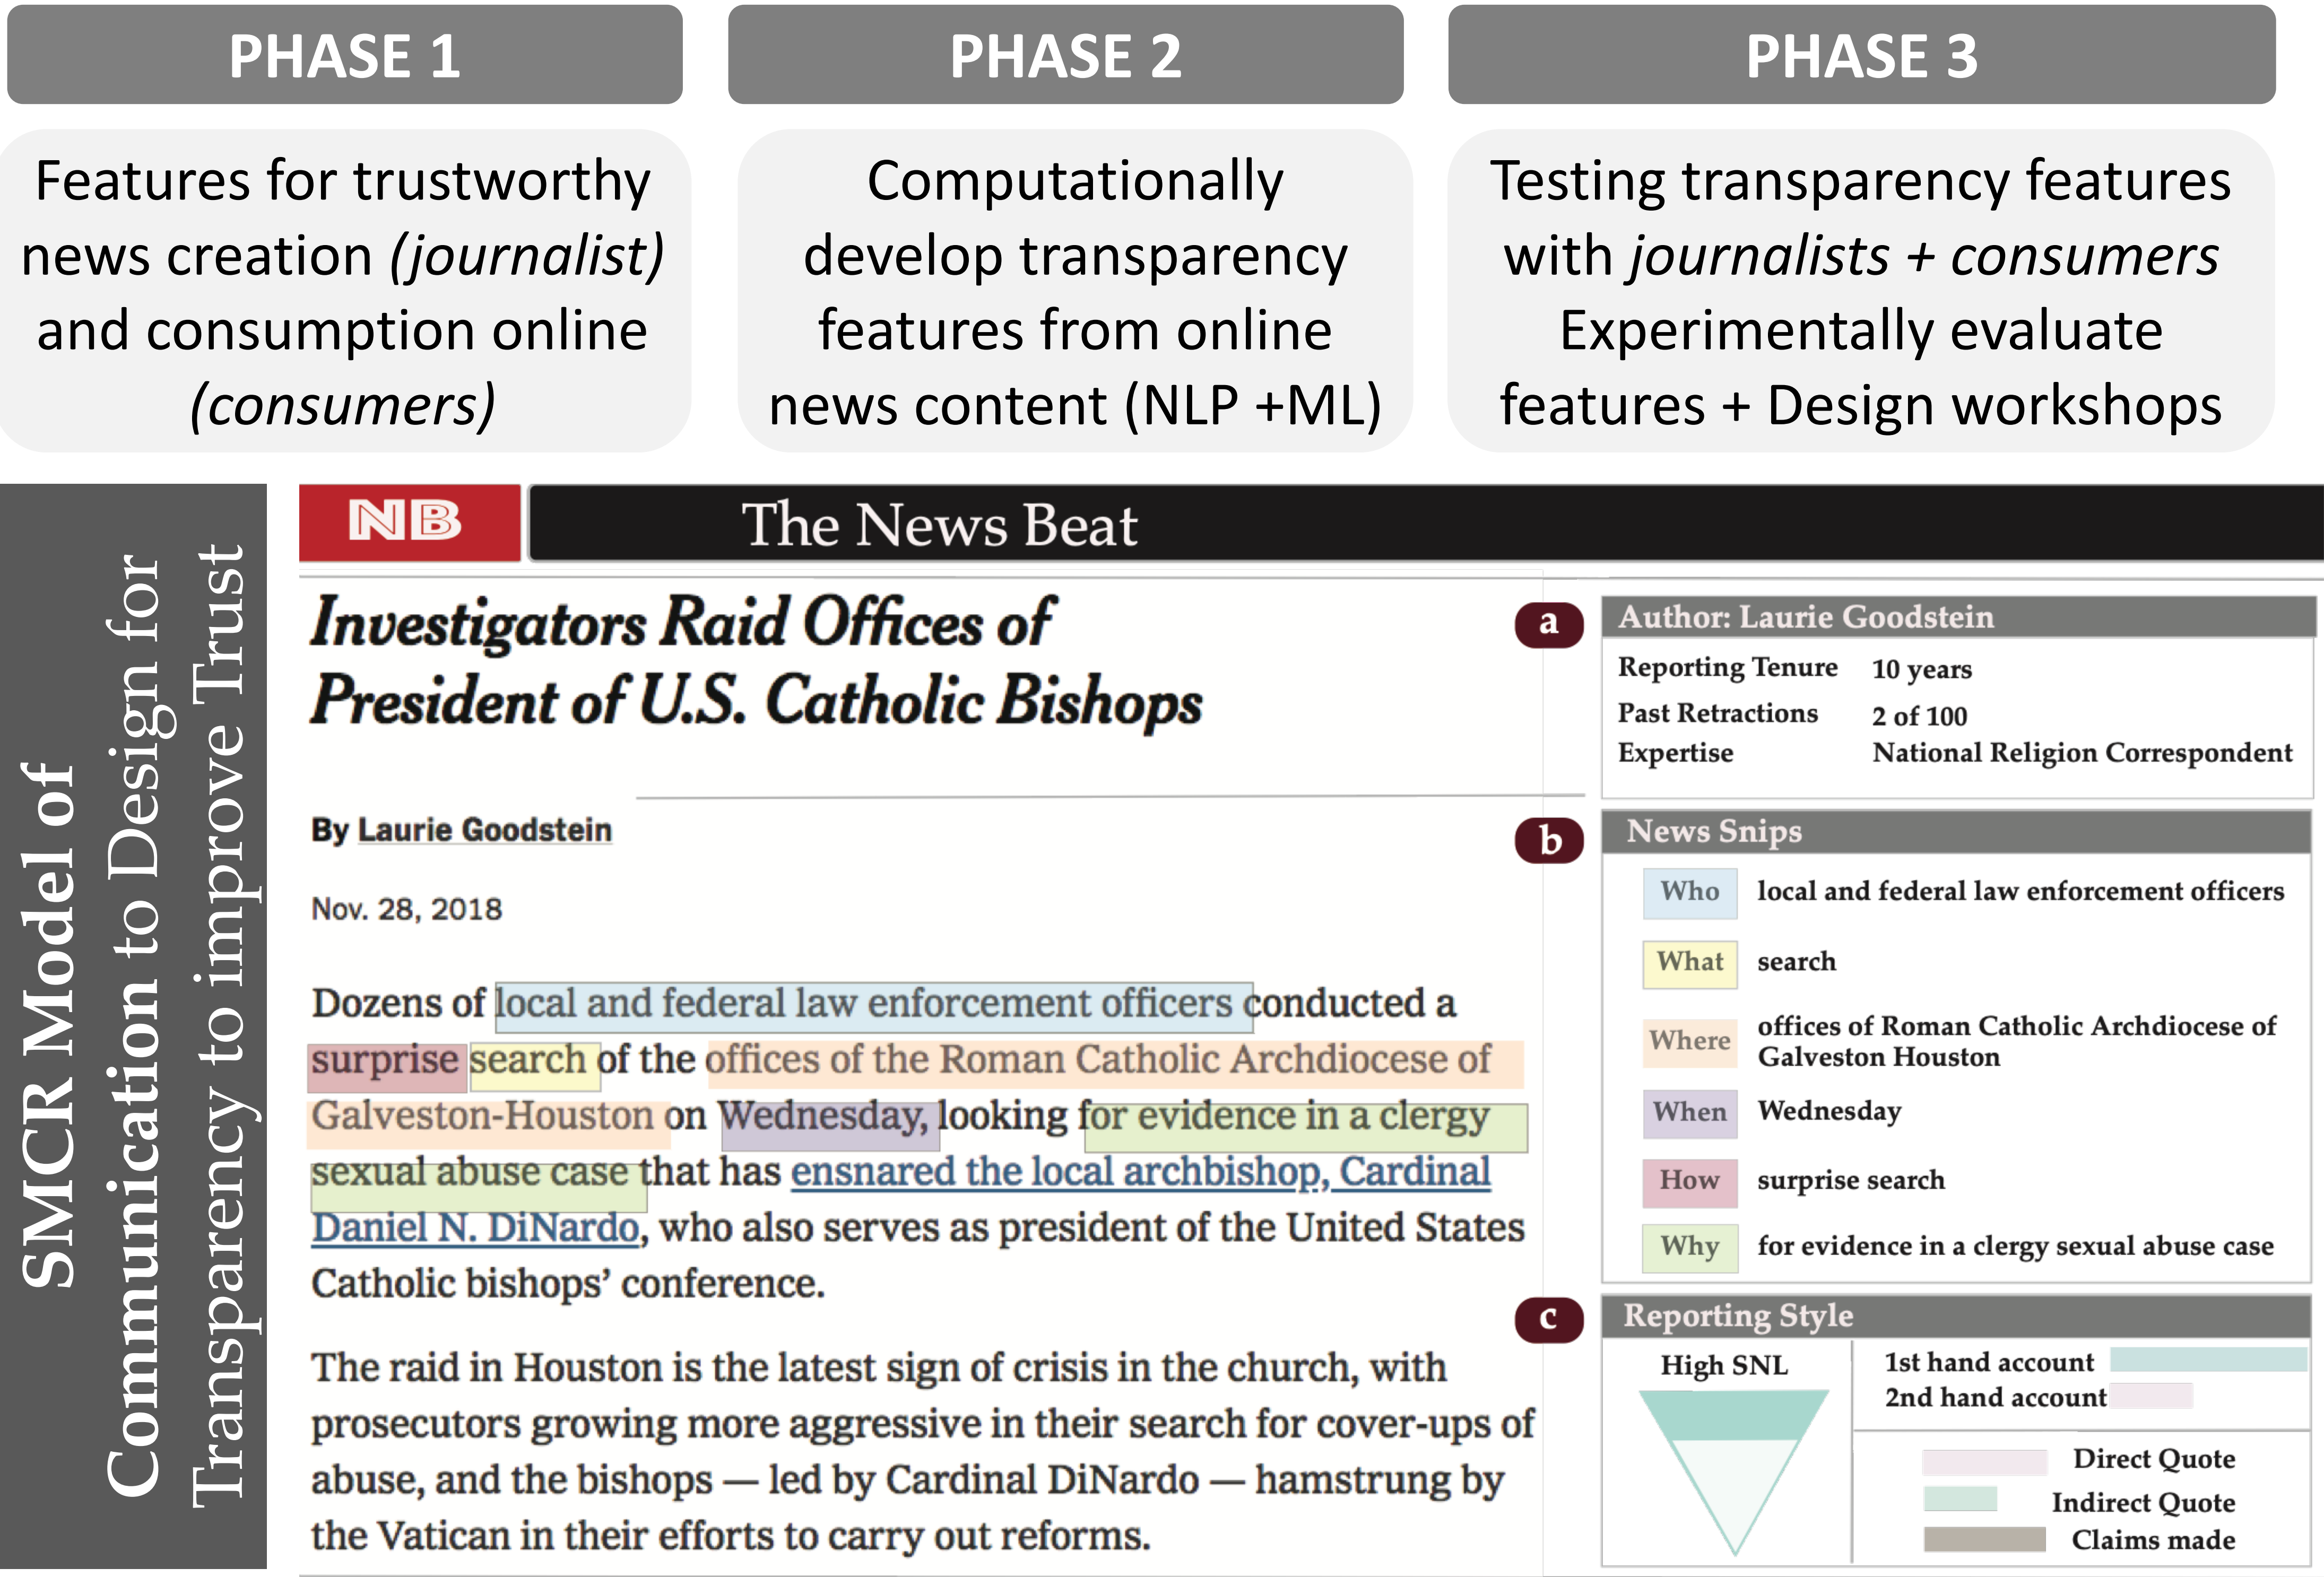 PHASE 1
Features for trustworthy
news creation (journalist)
and consumption online
(consumers)
PHASE 2
Computationally
develop transparency
features from online
news content (NLP +ML)
PHASE 3
Testing transparency features
with journalists + consumers
Experimentally evaluate
features + Design workshops
SMCR Model of
Communication to Design for
Transparency to improve Trust
NB
The News Beat
Investigators Raid Offices of
President of U.S. Catholic Bishops
By Laurie Goodstein
Nov. 28, 2018
Dozens of local and federal law enforcement officers conducted a
surprise search of the offices of the Roman Catholic Archdiocese of
Galveston-Houston on Wednesday, looking for evidence in a clergy
sexual abuse case that has ensnared the local archbishop, Cardinal
Daniel N. DiNardo, who also serves as president of the United States
Catholic bishops’ conference.
The raid in Houston is the latest sign of crisis in the church, with
prosecutors growing more aggressive in their search for cover-ups of
abuse, and the bishops — led by Cardinal DiNardo — hamstrung by
the Vatican in their efforts to carry out reforms.
a
Author: Laurie Goodstein
Reporting Tenure 10 years
Past Retractions 2 of 100
Expertise National Religion Correspondent
b
News Snips
Who local and federal law enforcement officers
What search
Where offices of Roman Catholic Archdiocese of
Galveston Houston
When Wednesday
How surprise search
Why for evidence in a clergy sexual abuse case
c
Reporting Style
High SNL
1st hand account
2nd hand account
Direct Quote
Indirect Quote
Claims made